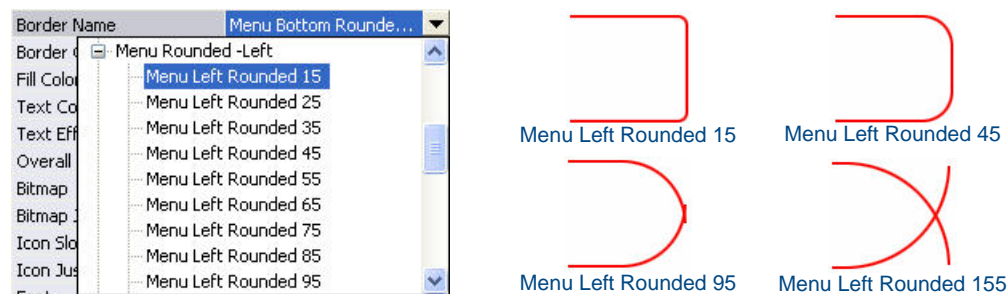 Border Name Menu Bottom Rounde...
Border
Menu Rounded -Left
Fill Color
Menu Left Rounded 15
Text Co
Menu Left Rounded 25
Text Eff
Menu Left Rounded 35
Overall
Menu Left Rounded 45
Bitmap
Menu Left Rounded 55
Bitmap J
Menu Left Rounded 65
Icon Slo
Menu Left Rounded 75
Icon Jus
Menu Left Rounded 85
Menu Left Rounded 95
Menu Left Rounded 15
Menu Left Rounded 45
Menu Left Rounded 95
Menu Left Rounded 155